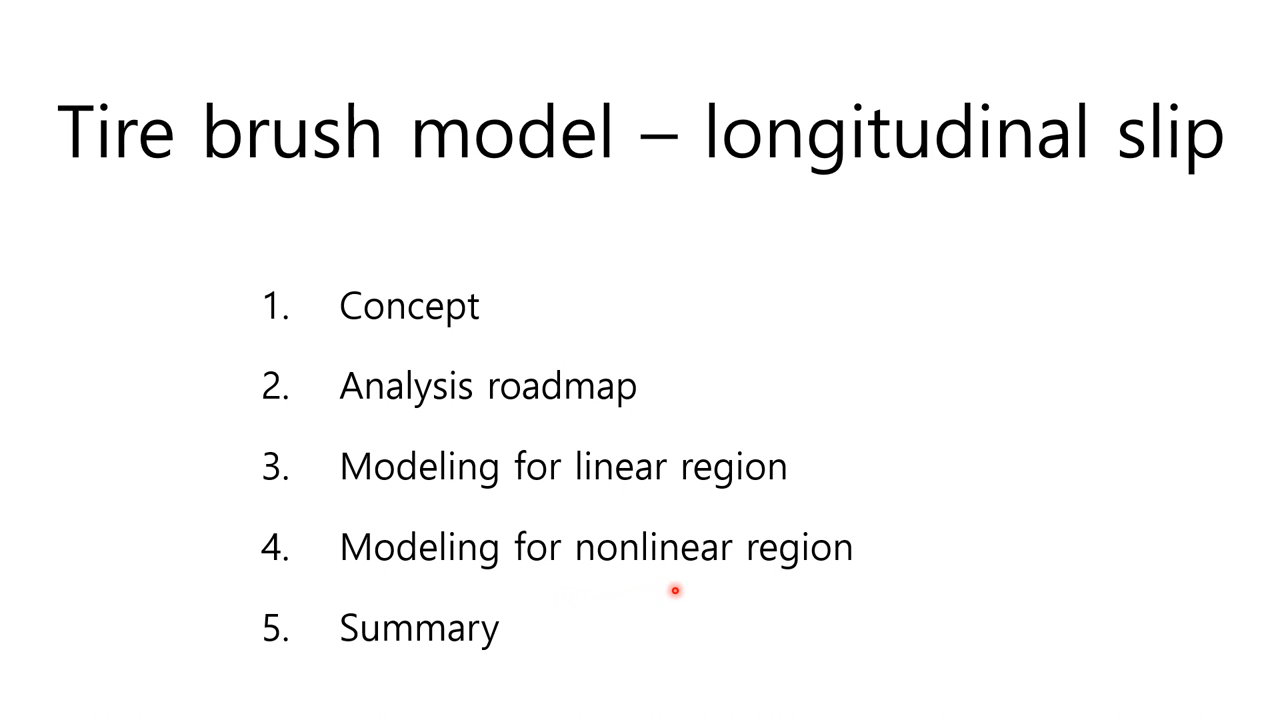 Tire brush model – longitudinal slip
1. Concept
2. Analysis roadmap
3. Modeling for linear region
4. Modeling for nonlinear region
5. Summary